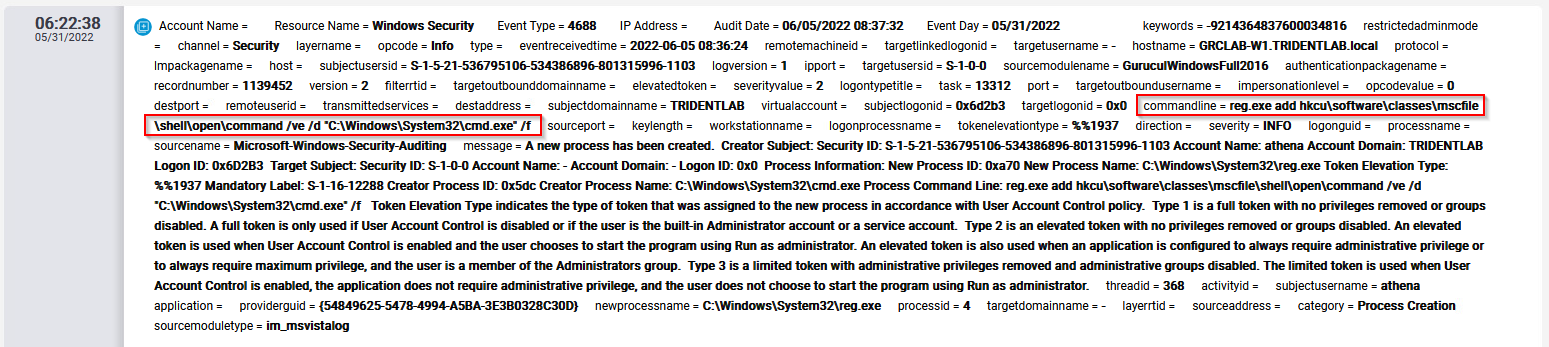 06:22:38
05/31/2022
Account Name = Resource Name = Windows Security Event Type = 4688 IP Address = Audit Date = 06/05/2022 08:37:32 Event Day = 05/31/2022 keywords = -9214364837600034816 restrictedadminmode
= channel = Security layername = opcode = Info type = eventreceivedtime = 2022-06-05 08:36:24 remotemachineid = targetlinkedlogonid = targetusername = - hostname = GRCLAB-W1.TRIDENTLAB.local protocol =
lmpackagename = host = subjectusersid = S-1-5-21-536795106-534386896-801315996-1103 logversion = 1 ipport = targetusersid = S-1-0-0 sourcemodulename = GuruculWindowsFull2016 authenticationpackagename =
recordnumber = 1139452 version = 2 filterrtid = targetoutbounddomainname = elevatedtoken = severityvalue = 2 logontypetitle = task = 13312 port = targetoutboundusername = impersonationlevel = opcodevalue = 0
destport = remoteuserid = transmittedservices = destaddress = subjectdomainname = TRIDENTLAB virtualaccount = subjectlogonid = 0x6d2b3 targetlogonid = 0x0 commandline = reg.exe add hkcu\software\classes\mscfile
\shell\open\command /ve /d "C:\Windows\System32\cmd.exe" /f sourceport = keylength = workstationname = logonprocessname = tokenelevationtype = %%1937 direction = severity = INFO logonguid = processname =
sourcename = Microsoft-Windows-Security-Auditing message = A new process has been created. Creator Subject: Security ID: S-1-5-21-536795106-534386896-801315996-1103 Account Name: athena Account Domain: TRIDENTLAB
Logon ID: 0x6D2B3 Target Subject: Security ID: S-1-0-0 Account Name: - Account Domain: - Logon ID: 0x0 Process Information: New Process ID: 0xa70 New Process Name: C:\Windows\System32\reg.exe Token Elevation Type:
%%1937 Mandatory Label: S-1-16-12288 Creator Process ID: 0x5dc Creator Process Name: C:\Windows\System32\cmd.exe Process Command Line: reg.exe add hkcu\software\classes\mscfile\shell\open\command /ve /d
"C:\Windows\System32\cmd.exe" /f Token Elevation Type indicates the type of token that was assigned to the new process in accordance with User Account Control policy. Type 1 is a full token with no privileges removed or groups
disabled. A full token is only used if User Account Control is disabled or if the user is the built-in Administrator account or a service account. Type 2 is an elevated token with no privileges removed or groups disabled. An elevated
token is used when User Account Control is enabled and the user chooses to start the program using Run as administrator. An elevated token is also used when an application is configured to always require administrative privilege or
to always require maximum privilege, and the user is a member of the Administrators group. Type 3 is a limited token with administrative privileges removed and administrative groups disabled. The limited token is used when User
Account Control is enabled, the application does not require administrative privilege, and the user does not choose to start the program using Run as administrator. threadid = 368 activityid = subjectusername = athena
application = providerguid = {54849625-5478-4994-A5BA-3E3B0328C30D} newprocessname = C:\Windows\System32\reg.exe processid = 4 targetdomainname = - layerrtid = sourceaddress = category = Process Creation
sourcemoduletype = im_msvistalog